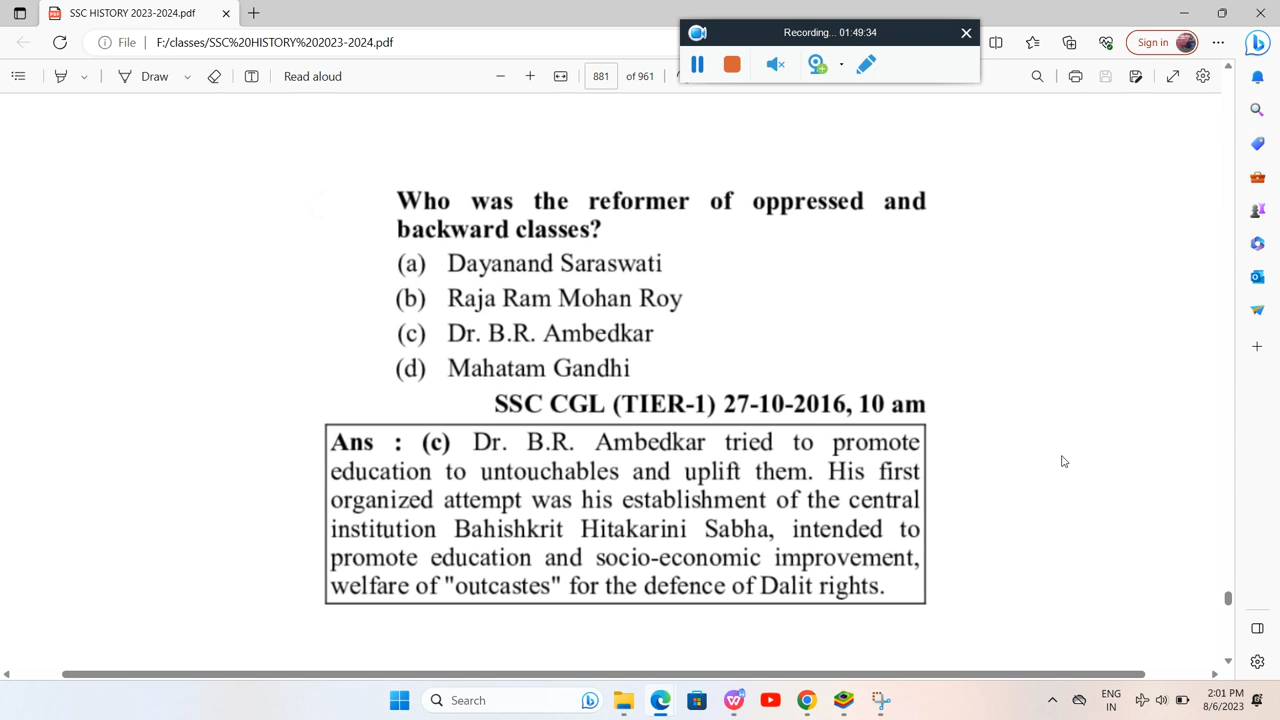 SSC HISTORY 2023-2024.pdf
Recording... 01:49:34
File F:/classes/SSC%20HISTORY%202023-2024.pdf
Sign in
Draw
Read aloud
881 of 961
Who was the reformer of oppressed and
backward classes?
(a) Dayanand Saraswati
(b) Raja Ram Mohan Roy
(c) Dr. B.R. Ambedkar
(d) Mahatam Gandhi
SSC CGL (TIER-1) 27-10-2016, 10 am
Ans : (c) Dr. B.R. Ambedkar tried to promote
education to untouchables and uplift them. His first
organized attempt was his establishment of the central
institution Bahishkrit Hitakarini Sabha, intended to
promote education and socio-economic improvement,
welfare of "outcastes" for the defence of Dalit rights.
Search
ENG
IN
2:01 PM
8/6/2023